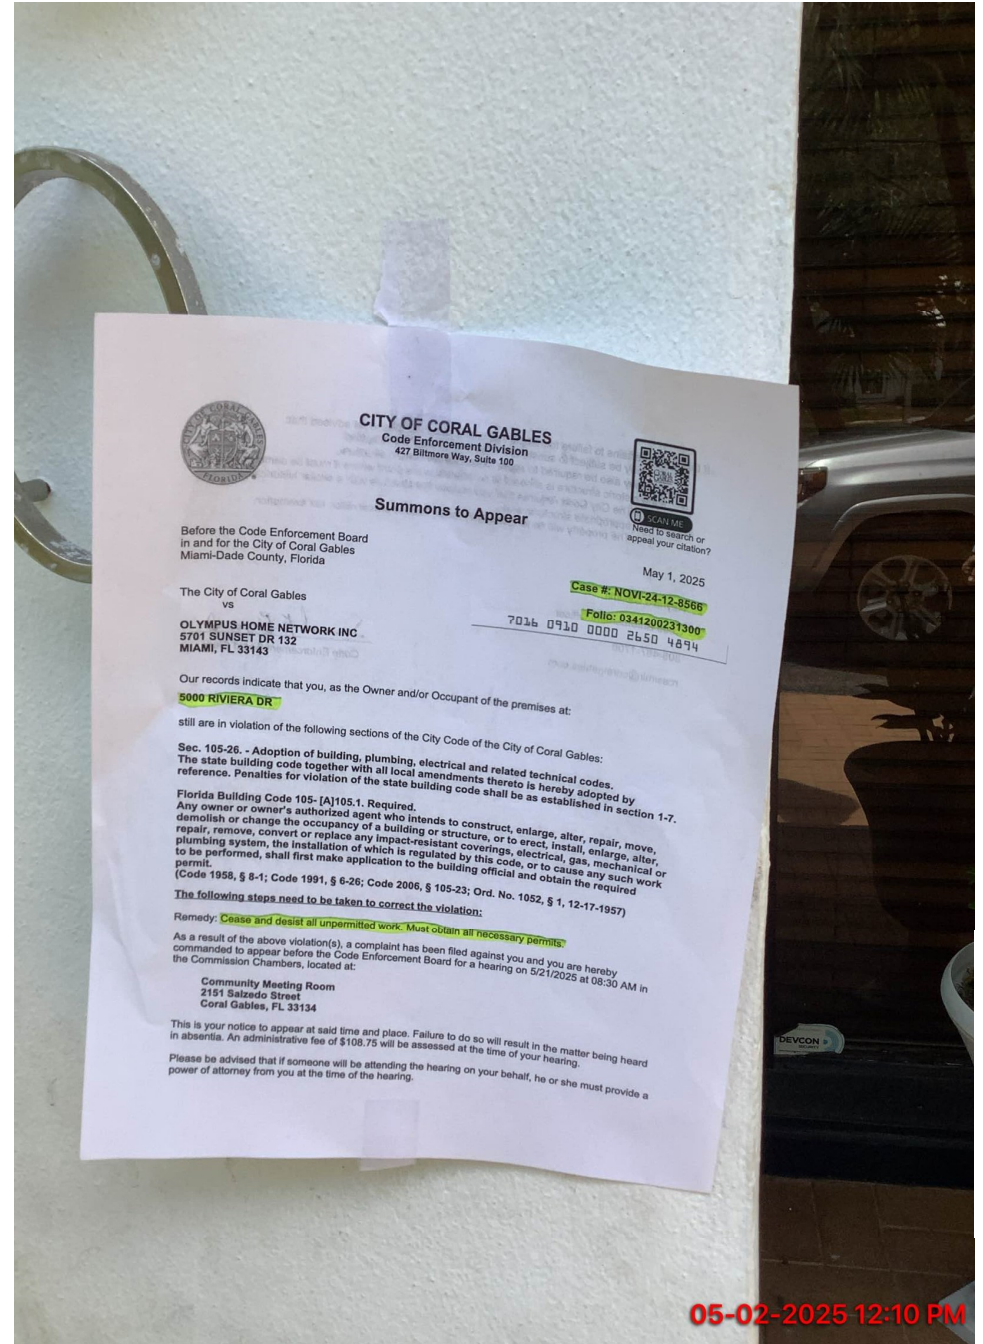 CITY OF CORAL GABLES
Code Enforcement Division
427 Biltmore Way, Suite 100
CITY OF CORAL GABLES
FLORIDA
SCAN ME
Need to search or
appeal your citation?
Summons to Appear
Before the Code Enforcement Board
in and for the City of Coral Gables
Miami-Dade County, Florida
May 1, 2025
Case #: NOVI-24-12-8566
Folio: 0341200231300
7016 0910 0000 2650 4894
The City of Coral Gables
vs
OLYMPUS HOME NETWORK INC
5701 SUNSET DR 132
MIAMI, FL 33143
Our records indicate that you, as the Owner and/or Occupant of the premises at:
5000 RIVIERA DR
still are in violation of the following sections of the City Code of the City of Coral Gables:
Sec. 105-26. - Adoption of building, plumbing, electrical and related technical codes.
The state building code together with all local amendments thereto is hereby adopted by
reference. Penalties for violation of the state building code shall be as established in section 1-7.
Florida Building Code 105- [A]105.1. Required.
Any owner or owner's authorized agent who intends to construct, enlarge, alter, repair, move,
demolish or change the occupancy of a building or structure, or to erect, install, enlarge, alter,
repair, remove, convert or replace any impact-resistant coverings, electrical, gas, mechanical or
plumbing system, the installation of which is regulated by this code, or to cause any such work
to be performed, shall first make application to the building official and obtain the required
permit.
(Code 1958, § 8-1; Code 1991, § 6-26; Code 2006, § 105-23; Ord. No. 1052, § 1, 12-17-1957)
The following steps need to be taken to correct the violation:
Remedy: Cease and desist all unpermitted work. Must obtain all necessary permits.
As a result of the above violation(s), a complaint has been filed against you and you are hereby
commanded to appear before the Code Enforcement Board for a hearing on 5/21/2025 at 08:30 AM in
the Commission Chambers, located at:
Community Meeting Room
2151 Salzedo Street
Coral Gables, FL 33134
This is your notice to appear at said time and place. Failure to do so will result in the matter being heard
in absentia. An administrative fee of $108.75 will be assessed at the time of your hearing.
Please be advised that if someone will be attending the hearing on your behalf, he or she must provide a
power of attorney from you at the time of the hearing.
DEVCON
SECURITY
05-02-2025 12:10 PM